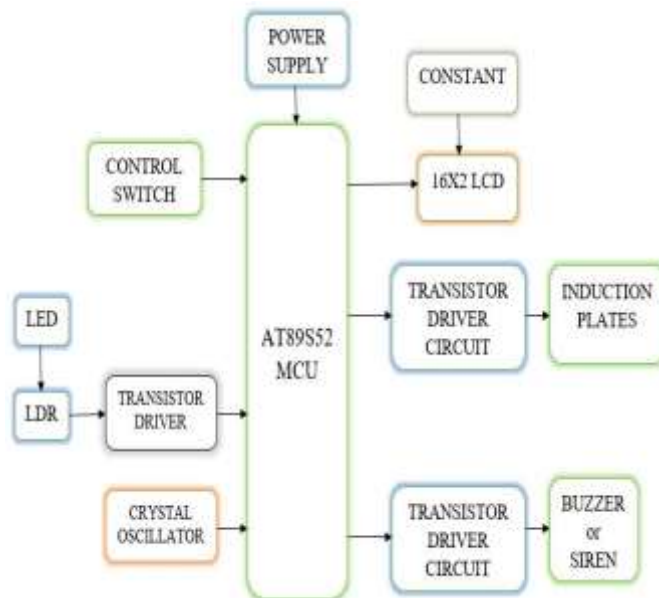 POWER
SUPPLY
CONSTANT
CONTROL
SWITCH
16X2 LCD
LED
LDR
TRANSISTOR
DRIVER
CRYSTAL
OSCILLATOR
AT89S52
MCU
TRANSISTOR
DRIVER
CIRCUIT
INDUCTION
PLATES
TRANSISTOR
DRIVER
CIRCUIT
BUZZER
or
SIREN